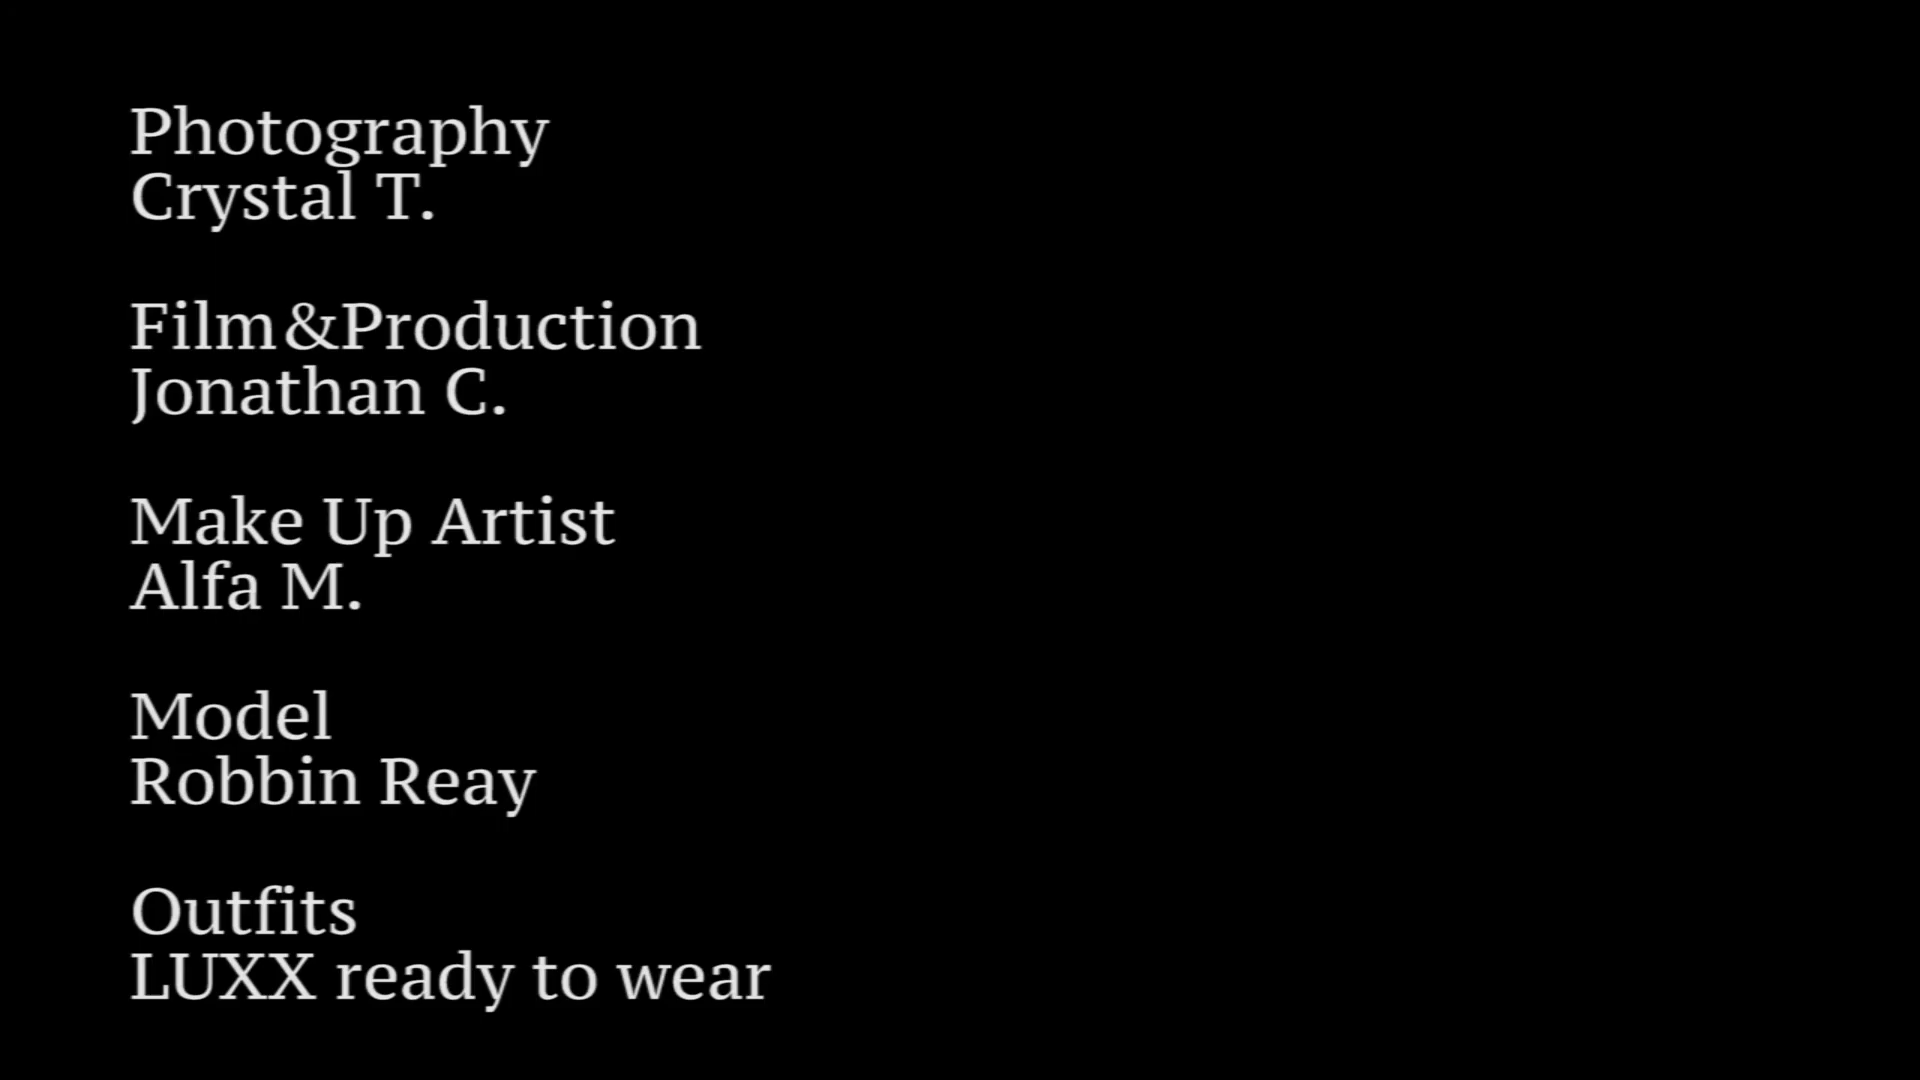 Photography
Crystal T.
Film&Production
Jonathan C.
Make Up Artist
Alfa M.
Model
Robbin Reay
Outfits
LUXX ready to wear